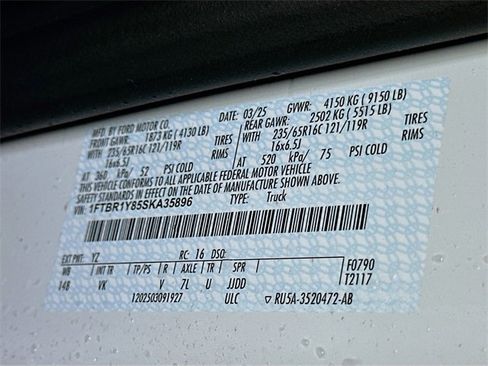 MFD. BY FORD MOTOR CO.
DATE: 03/25 GVWR: 4150 KG ( 9150 LB)
FRONT GAWR: 1873 KG ( 4130 LB)
REAR GAWR: 2502 KG ( 5515 LB)
WITH 235/65R16C 121/119R TIRES
WITH 235/65R16C 121/119R TIRES
16x6.5J RIMS
16x6.5J RIMS
AT 360 kPa/ 52 PSI COLD
AT 520 kPa/ 75 PSI COLD
THIS VEHICLE CONFORMS TO ALL APPLICABLE FEDERAL MOTOR VEHICLE
SAFETY STANDARDS IN EFFECT ON THE DATE OF MANUFACTURE SHOWN ABOVE.
VIN: 1FTBR1Y85SKA35896 TYPE: Truck
EXT PNT: YZ RC: 16 DSO:
WB INT TR TP/PS R AXLE TR SPR
148 VK V 7L U JJDD
F0790
T2117
1202503091927 ULC
RU5A-3520472-AB